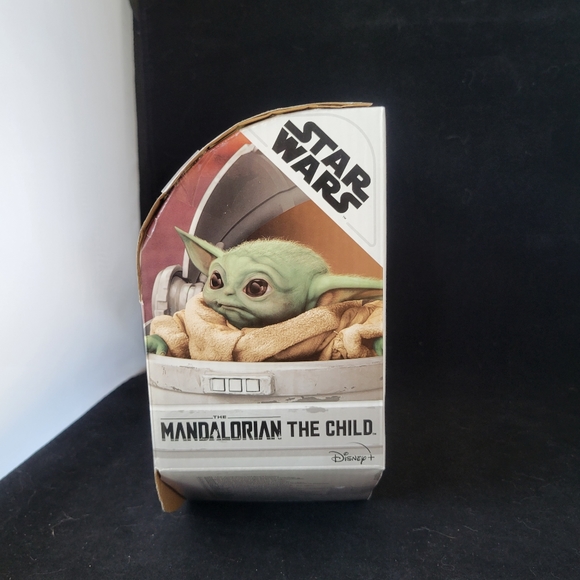 STAR
WARS
THE
MANDALORIAN THE CHILD
Disney+